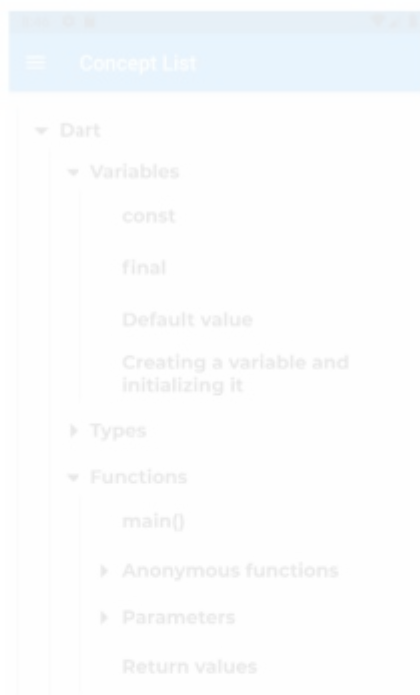 Concept List
Dart
Variables
const
final
Default value
Creating a variable and
initializing it
Types
Functions
main()
Anonymous functions
Parameters
Return values